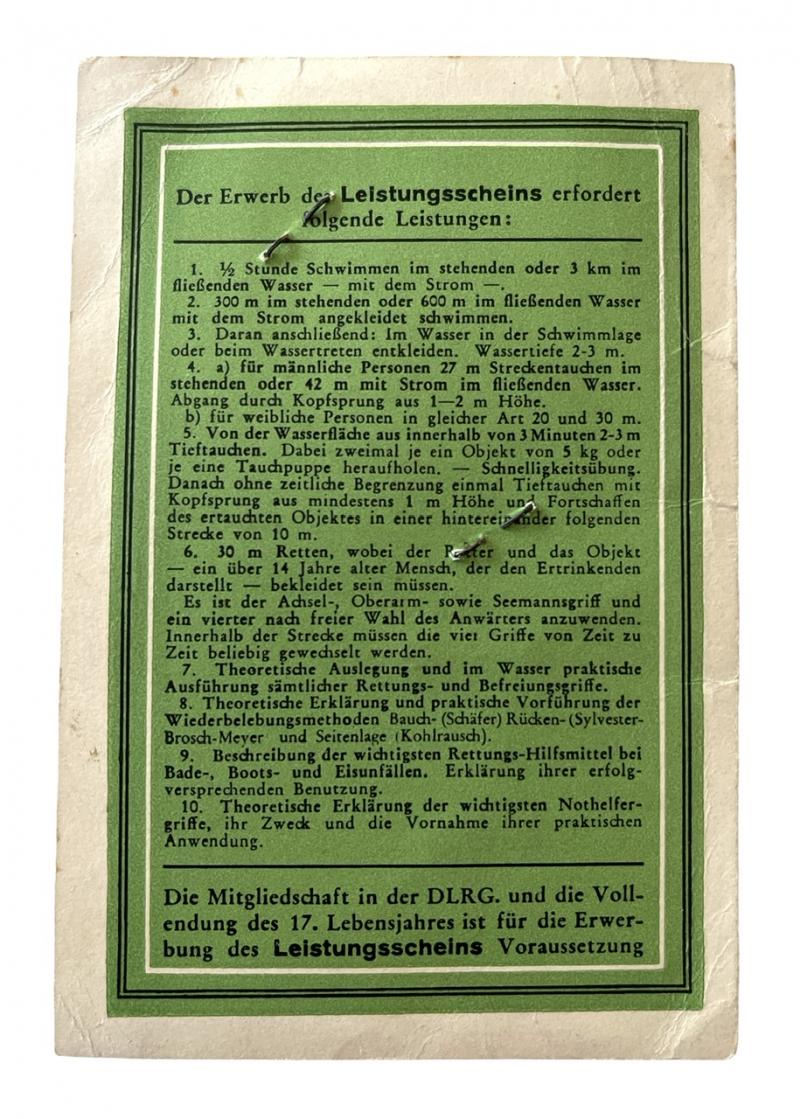 Der Erwerb des Leistungsscheins erfordert
folgende Leistungen:
1. ½ Stunde Schwimmen im stehenden oder 3 km im
fließenden Wasser — mit dem Strom —.
2. 300 m im stehenden oder 600 m im fließenden Wasser
mit dem Strom angekleidet schwimmen.
3. Daran anschließend: Im Wasser in der Schwimmlage
oder beim Wassertreten entkleiden. Wassertiefe 2-3 m.
4. a) für männliche Personen 27 m Streckentauchen im
stehenden oder 42 m mit Strom im fließenden Wasser.
Abgang durch Kopfsprung aus 1—2 m Höhe.
b) für weibliche Personen in gleicher Art 20 und 30 m.
5. Von der Wasserfläche aus innerhalb von 3 Minuten 2-3 m
Tieftauchen. Dabei zweimal je ein Objekt von 5 kg oder
je eine Tauchpuppe heraufholen. — Schnelligkeitsübung.
Danach ohne zeitliche Begrenzung einmal Tieftauchen mit
Kopfsprung aus mindestens 1 m Höhe und Fortschaffen
des ertauchten Objektes in einer hintereinander folgenden
Strecke von 10 m.
6. 30 m Retten, wobei der Retter und das Objekt
— ein über 14 Jahre alter Mensch, der den Ertrinkenden
darstellt — bekleidet sein müssen.
Es ist der Achsel-, Oberarm- sowie Seemannsgriff und
ein vierter nach freier Wahl des Anwärters anzuwenden.
Innerhalb der Strecke müssen die vier Griffe von Zeit zu
Zeit beliebig gewechselt werden.
7. Theoretische Auslegung und im Wasser praktische
Ausführung sämtlicher Rettungs- und Befreiungsgriffe.
8. Theoretische Erklärung und praktische Vorführung der
Wiederbelebungsmethoden Bauch- (Schäfer) Rücken- (Sylvester-
Brosch-Meyer und Seitenlage (Kohlrausch).
9. Beschreibung der wichtigsten Rettungs-Hilfsmittel bei
Bade-, Boots- und Eisunfällen. Erklärung ihrer erfolg-
versprechenden Benutzung.
10. Theoretische Erklärung der wichtigsten Nothelfer-
griffe, ihr Zweck und die Vornahme ihrer praktischen
Anwendung.
Die Mitgliedschaft in der DLRG. und die Voll-
endung des 17. Lebensjahres ist für die Erwer-
bung des Leistungsscheins Voraussetzung